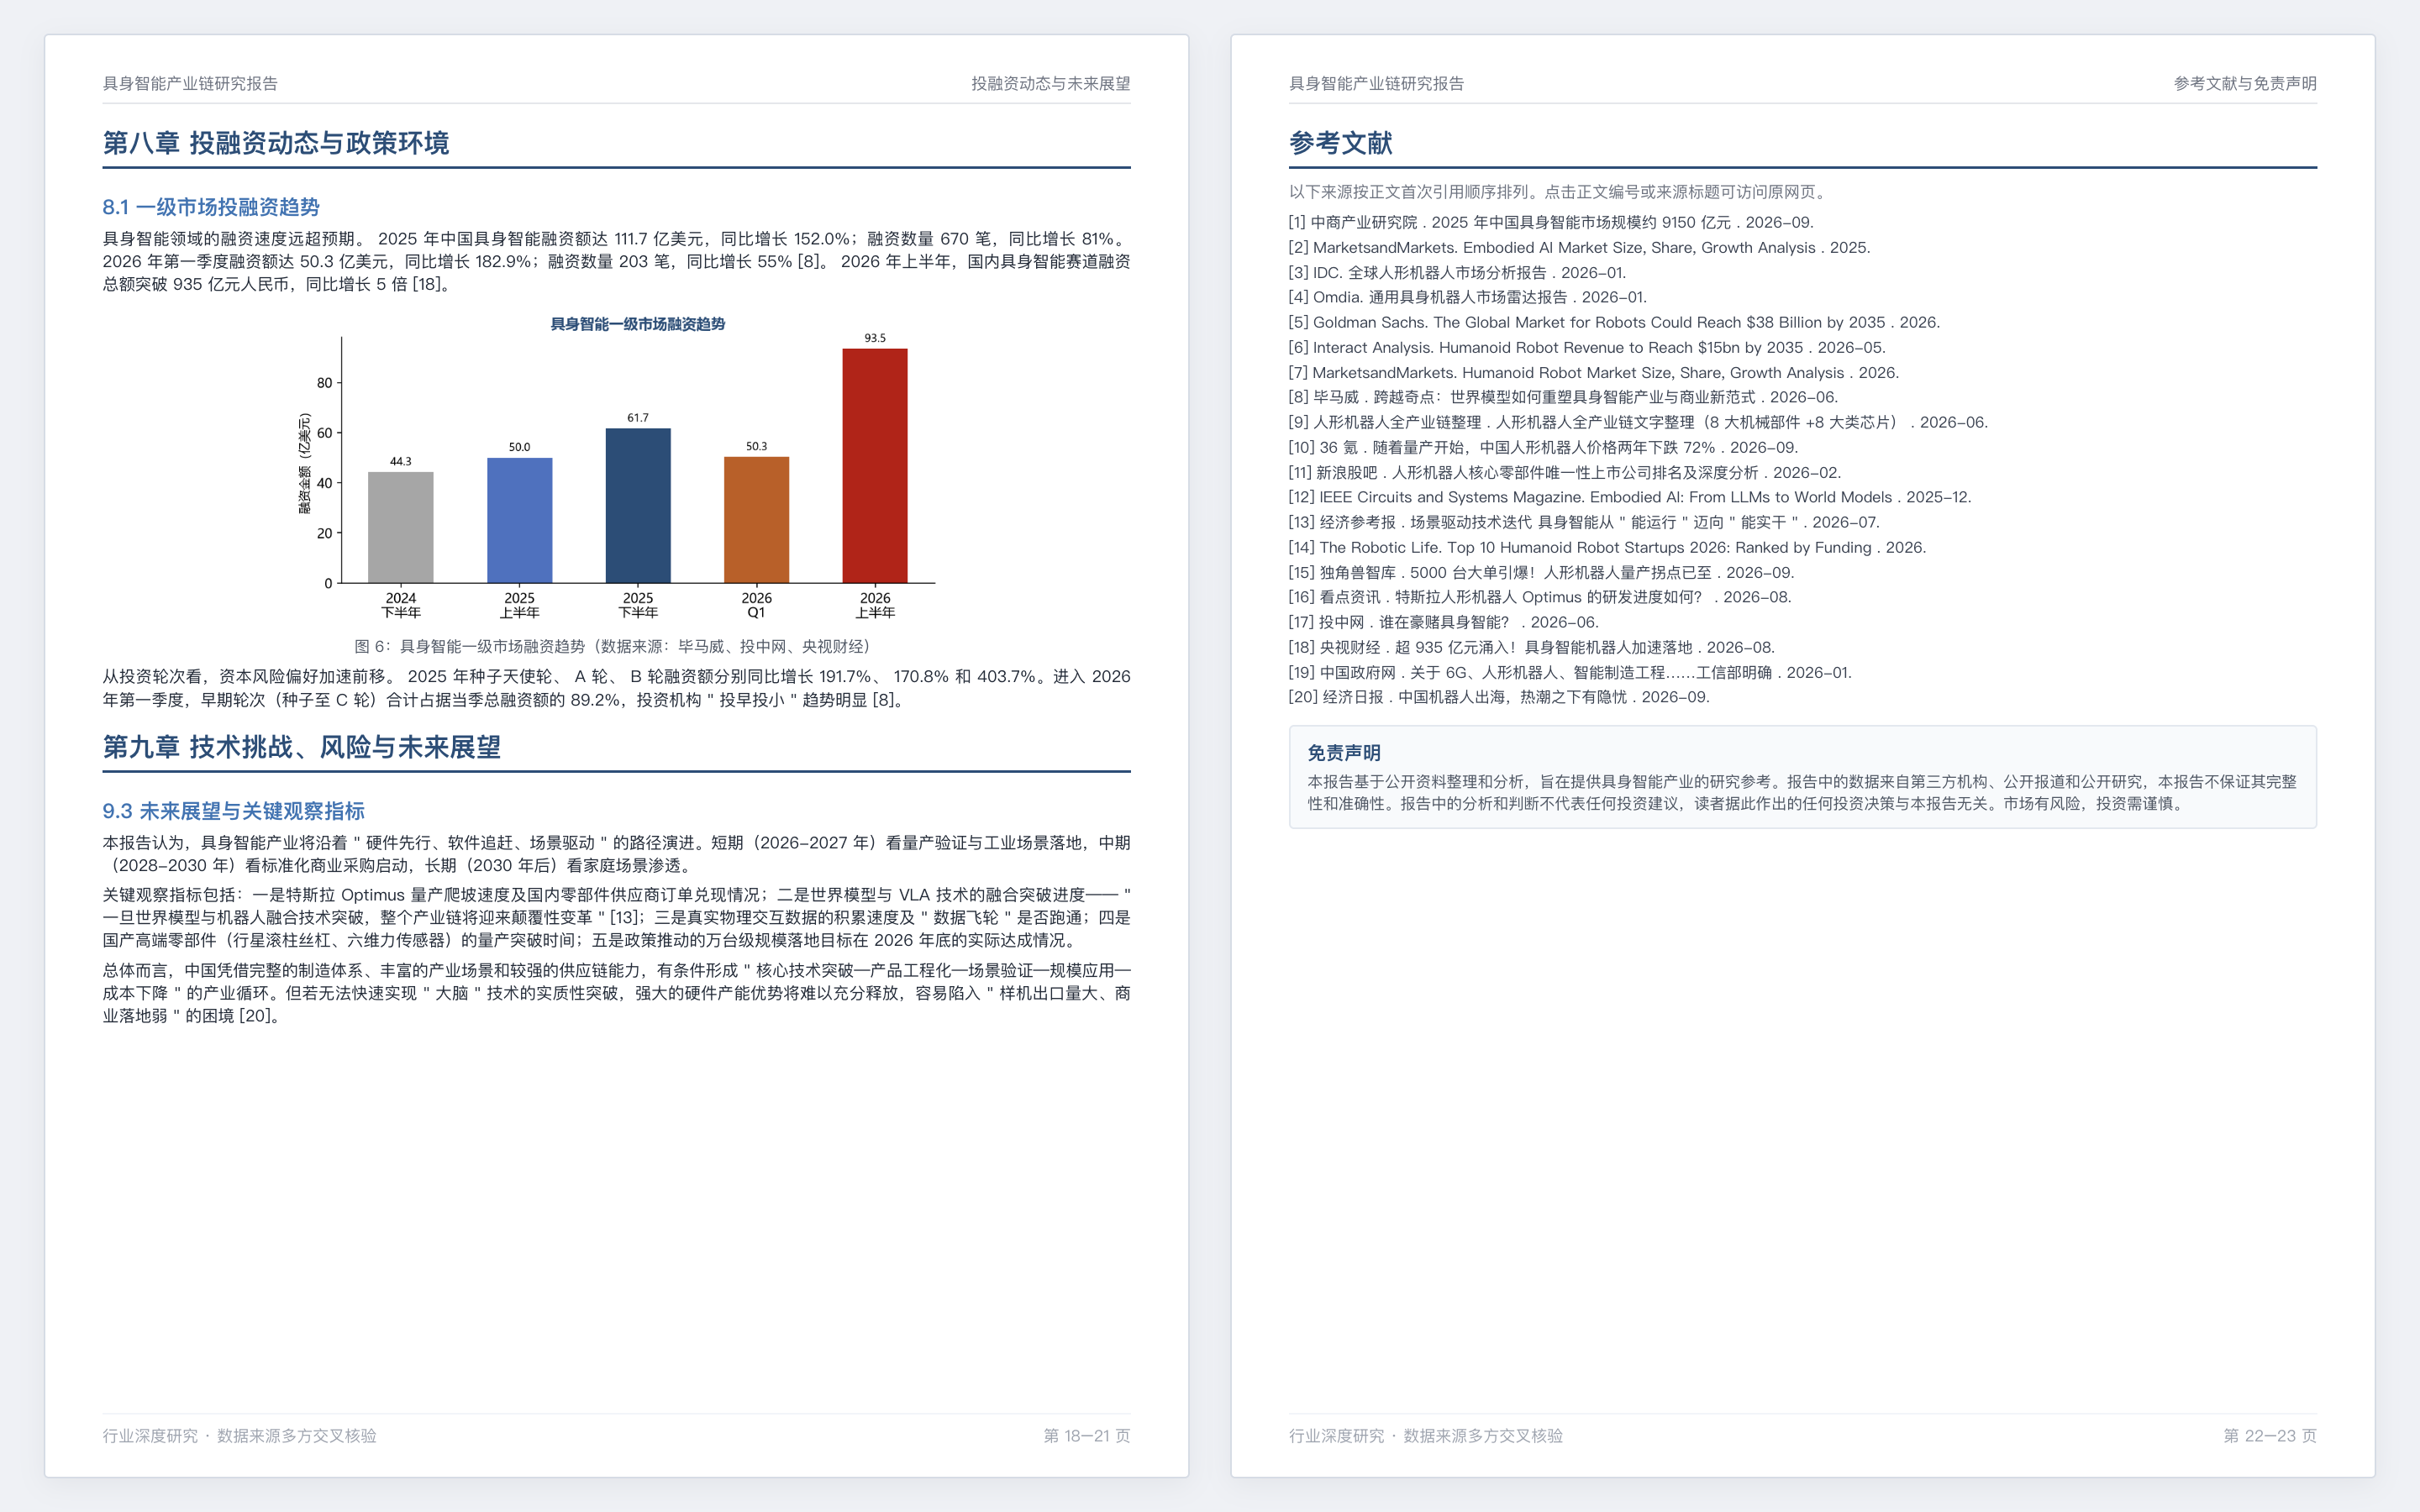 具身智能产业链研究报告
投融资动态与未来展望
第八章 投融资动态与政策环境
8.1 一级市场投融资趋势
具身智能领域的融资速度远超预期。 2025 年中国具身智能融资额达 111.7 亿美元，同比增长 152.0%；融资数量 670 笔，同比增长 81%。
2026 年第一季度融资额达 50.3 亿美元，同比增长 182.9%；融资数量 203 笔，同比增长 55% [8]。 2026 年上半年，国内具身智能赛道融资
总额突破 935 亿元人民币，同比增长 5 倍 [18]。
具身智能一级市场融资趋势
融资金额（亿美元）
80
60
40
20
0
44.3
50.0
61.7
50.3
93.5
2024
下半年
2025
上半年
2025
下半年
2026
Q1
2026
上半年
图 6：具身智能一级市场融资趋势（数据来源：毕马威、投中网、央视财经）
从投资轮次看，资本风险偏好加速前移。 2025 年种子天使轮、 A 轮、 B 轮融资额分别同比增长 191.7%、 170.8% 和 403.7%。进入 2026
年第一季度，早期轮次（种子至 C 轮）合计占据当季总融资额的 89.2%，投资机构 " 投早投小 " 趋势明显 [8]。
第九章 技术挑战、风险与未来展望
9.3 未来展望与关键观察指标
本报告认为，具身智能产业将沿着 " 硬件先行、软件追赶、场景驱动 " 的路径演进。短期（2026–2027 年）看量产验证与工业场景落地，中期
（2028–2030 年）看标准化商业采购启动，长期（2030 年后）看家庭场景渗透。
关键观察指标包括：一是特斯拉 Optimus 量产爬坡速度及国内零部件供应商订单兑现情况；二是世界模型与 VLA 技术的融合突破进度—— "
一旦世界模型与机器人融合技术突破，整个产业链将迎来颠覆性变革 " [13]；三是真实物理交互数据的积累速度及 " 数据飞轮 " 是否跑通；四是
国产高端零部件（行星滚柱丝杠、六维力传感器）的量产突破时间；五是政策推动的万台级规模落地目标在 2026 年底的实际达成情况。
总体而言，中国凭借完整的制造体系、丰富的产业场景和较强的供应链能力，有条件形成 " 核心技术突破—产品工程化—场景验证—规模应用—
成本下降 " 的产业循环。但若无法快速实现 " 大脑 " 技术的实质性突破，强大的硬件产能优势将难以充分释放，容易陷入 " 样机出口量大、商
业落地弱 " 的困境 [20]。
行业深度研究 · 数据来源多方交叉核验
第 18—21 页
具身智能产业链研究报告
参考文献与免责声明
参考文献
以下来源按正文首次引用顺序排列。点击正文编号或来源标题可访问原网页。
[1] 中商产业研究院 . 2025 年中国具身智能市场规模约 9150 亿元 . 2026–09.
[2] MarketsandMarkets. Embodied AI Market Size, Share, Growth Analysis . 2025.
[3] IDC. 全球人形机器人市场分析报告 . 2026–01.
[4] Omdia. 通用具身机器人市场雷达报告 . 2026–01.
[5] Goldman Sachs. The Global Market for Robots Could Reach $38 Billion by 2035 . 2026.
[6] Interact Analysis. Humanoid Robot Revenue to Reach $15bn by 2035 . 2026–05.
[7] MarketsandMarkets. Humanoid Robot Market Size, Share, Growth Analysis . 2026.
[8] 毕马威 . 跨越奇点：世界模型如何重塑具身智能产业与商业新范式 . 2026–06.
[9] 人形机器人全产业链整理 . 人形机器人全产业链文字整理（8 大机械部件 +8 大类芯片） . 2026–06.
[10] 36 氪 . 随着量产开始，中国人形机器人价格两年下跌 72% . 2026–09.
[11] 新浪股吧 . 人形机器人核心零部件唯一性上市公司排名及深度分析 . 2026–02.
[12] IEEE Circuits and Systems Magazine. Embodied AI: From LLMs to World Models . 2025–12.
[13] 经济参考报 . 场景驱动技术迭代 具身智能从 " 能运行 " 迈向 " 能实干 " . 2026–07.
[14] The Robotic Life. Top 10 Humanoid Robot Startups 2026: Ranked by Funding . 2026.
[15] 独角兽智库 . 5000 台大单引爆！人形机器人量产拐点已至 . 2026–09.
[16] 看点资讯 . 特斯拉人形机器人 Optimus 的研发进度如何？ . 2026–08.
[17] 投中网 . 谁在豪赌具身智能？ . 2026–06.
[18] 央视财经 . 超 935 亿元涌入！具身智能机器人加速落地 . 2026–08.
[19] 中国政府网 . 关于 6G、人形机器人、智能制造工程……工信部明确 . 2026–01.
[20] 经济日报 . 中国机器人出海，热潮之下有隐忧 . 2026–09.
免责声明
本报告基于公开资料整理和分析，旨在提供具身智能产业的研究参考。报告中的数据来自第三方机构、公开报道和公开研究，本报告不保证其完整
性和准确性。报告中的分析和判断不代表任何投资建议，读者据此作出的任何投资决策与本报告无关。市场有风险，投资需谨慎。
行业深度研究 · 数据来源多方交叉核验
第 22—23 页